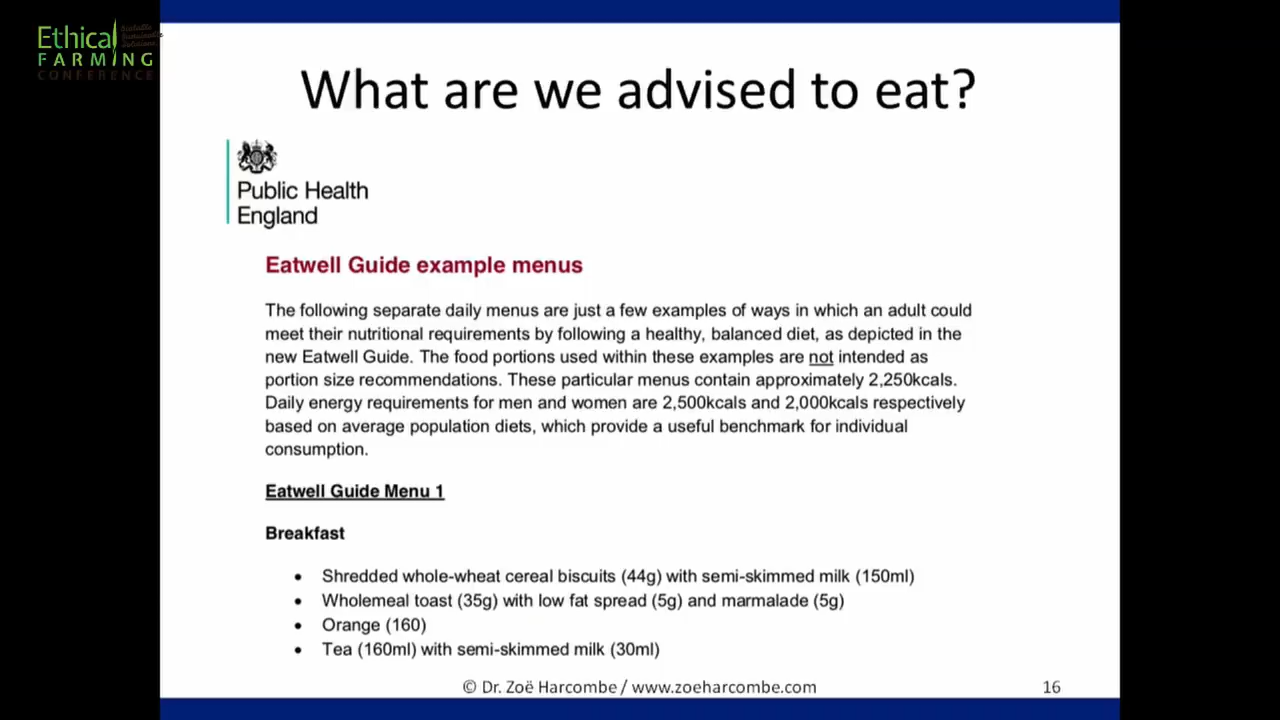 Ethical
Scalable
Sustainable
Solutions
FARMING
CONFERENCE
What are we advised to eat?
Public Health
England
Eatwell Guide example menus
The following separate daily menus are just a few examples of ways in which an adult could
meet their nutritional requirements by following a healthy, balanced diet, as depicted in the
new Eatwell Guide. The food portions used within these examples are not intended as
portion size recommendations. These particular menus contain approximately 2,250kcals.
Daily energy requirements for men and women are 2,500kcals and 2,000kcals respectively
based on average population diets, which provide a useful benchmark for individual
consumption.
Eatwell Guide Menu 1
Breakfast
• Shredded whole-wheat cereal biscuits (44g) with semi-skimmed milk (150ml)
• Wholemeal toast (35g) with low fat spread (5g) and marmalade (5g)
• Orange (160)
• Tea (160ml) with semi-skimmed milk (30ml)
© Dr. Zoë Harcombe / www.zoeharcombe.com
16